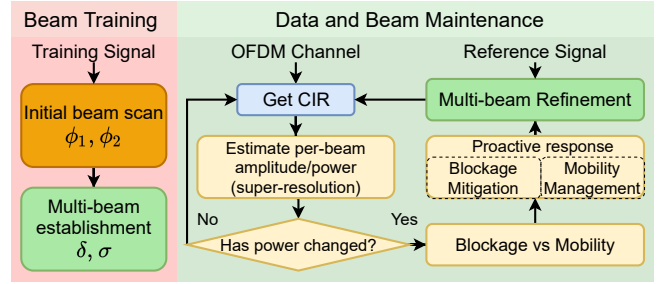 Beam Training
Training Signal
Initial beam scan
ϕ₁, ϕ₂
Multi-beam
establishment
δ, σ
Data and Beam Maintenance
OFDM Channel
Reference Signal
Get CIR
Multi-beam Refinement
Estimate per-beam
amplitude/power
(super-resolution)
Proactive response
Blockage
Mitigation
Mobility
Management
No
Yes
Has power changed?
Blockage vs Mobility